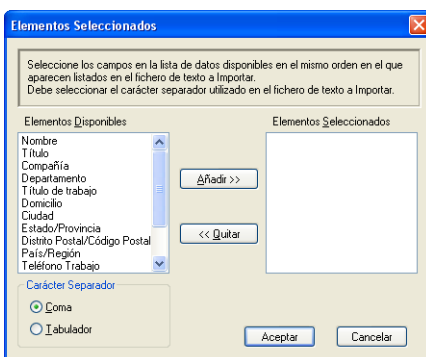 Elementos Seleccionados
Seleccione los campos en la lista de datos disponibles en el mismo orden en el que
aparecen listados en el fichero de texto a Importar.
Debe seleccionar el carácter separador utilizado en el fichero de texto a Importar.
Elementos Disponibles
Elementos Seleccionados
Nombre
Título
Compañía
Departamento
Título de trabajo
Domicilio
Ciudad
Estado/Provincia
Distrito Postal/Código Postal
País/Región
Teléfono Trabajo
Añadir >>
<< Quitar
Carácter Separador
Coma
Tabulador
Aceptar
Cancelar